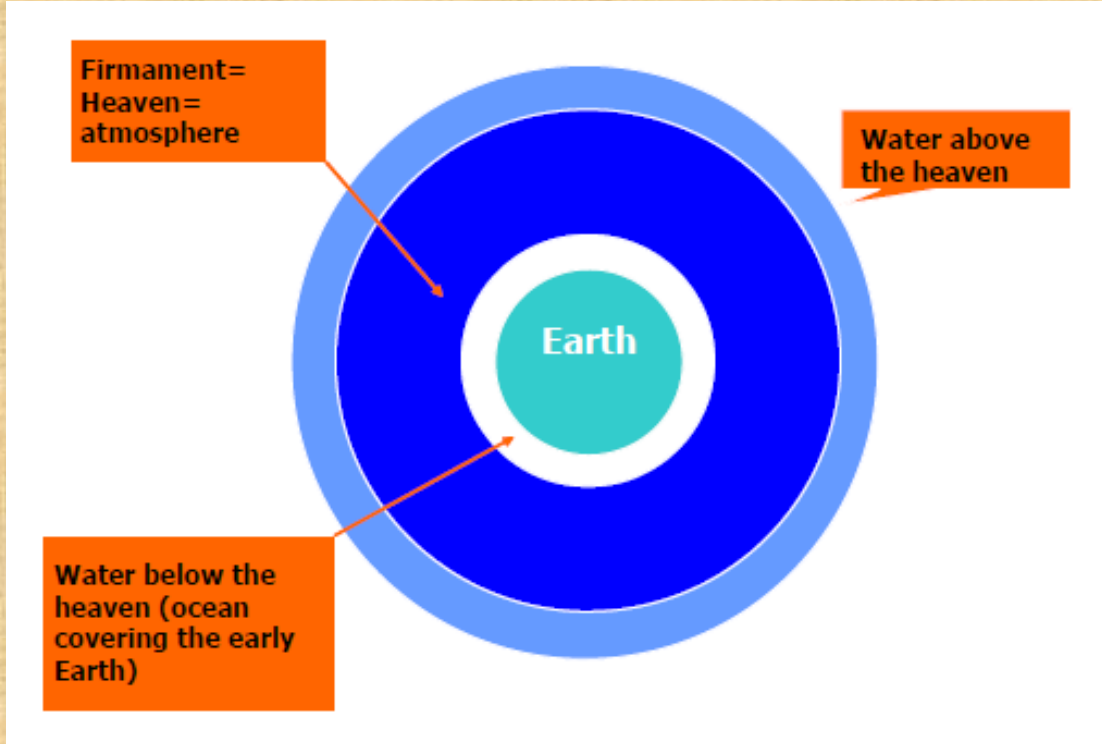 Firmament=
Heaven=
atmosphere
Water above
the heaven
Earth
Water below the
heaven (ocean
covering the early
Earth)